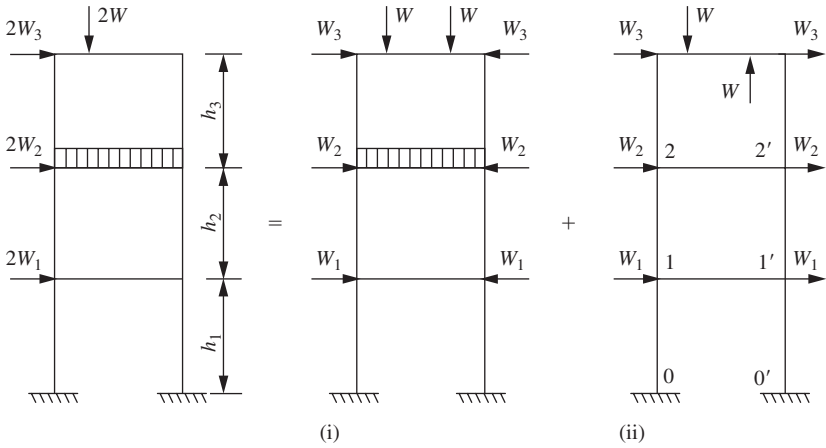 2W
W
W
W
2W₃
W₃
W₃
W₃
W₃
W
h₃
2W₂
W₂
W₂
W₂
2
2′
W₂
h₂
=
+
2W₁
W₁
W₁
W₁
1
1′
W₁
h₁
0
0′
(i)
(ii)